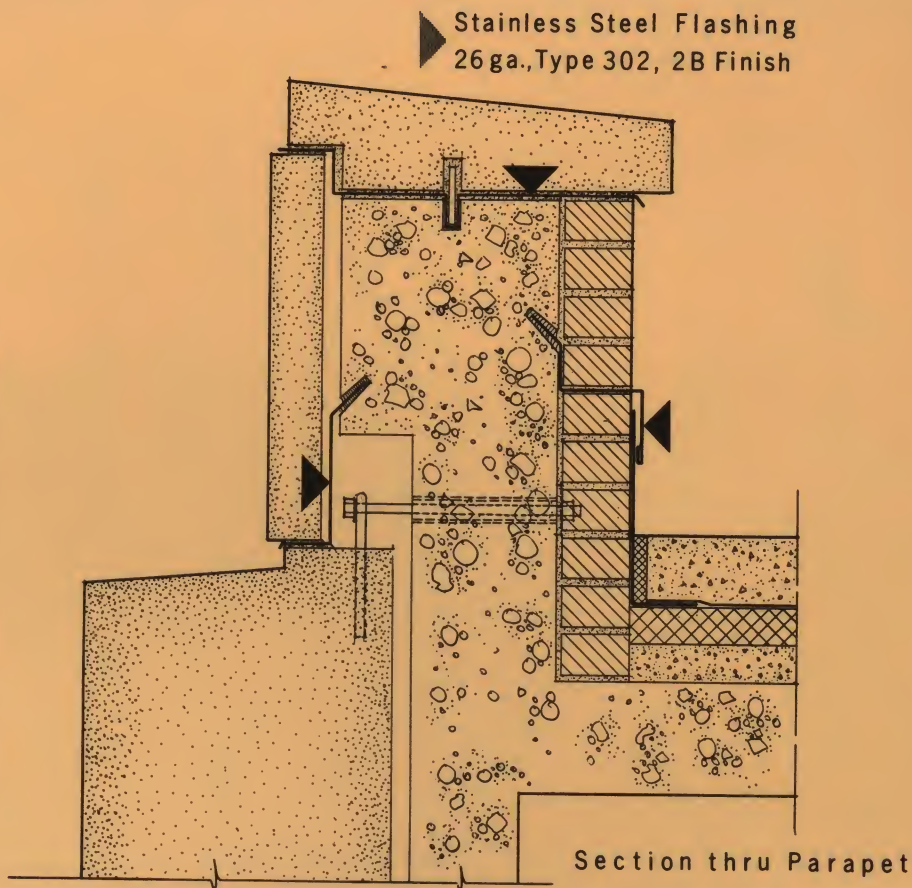 Stainless Steel Flashing
26 ga., Type 302, 2B Finish
Section thru Parapet